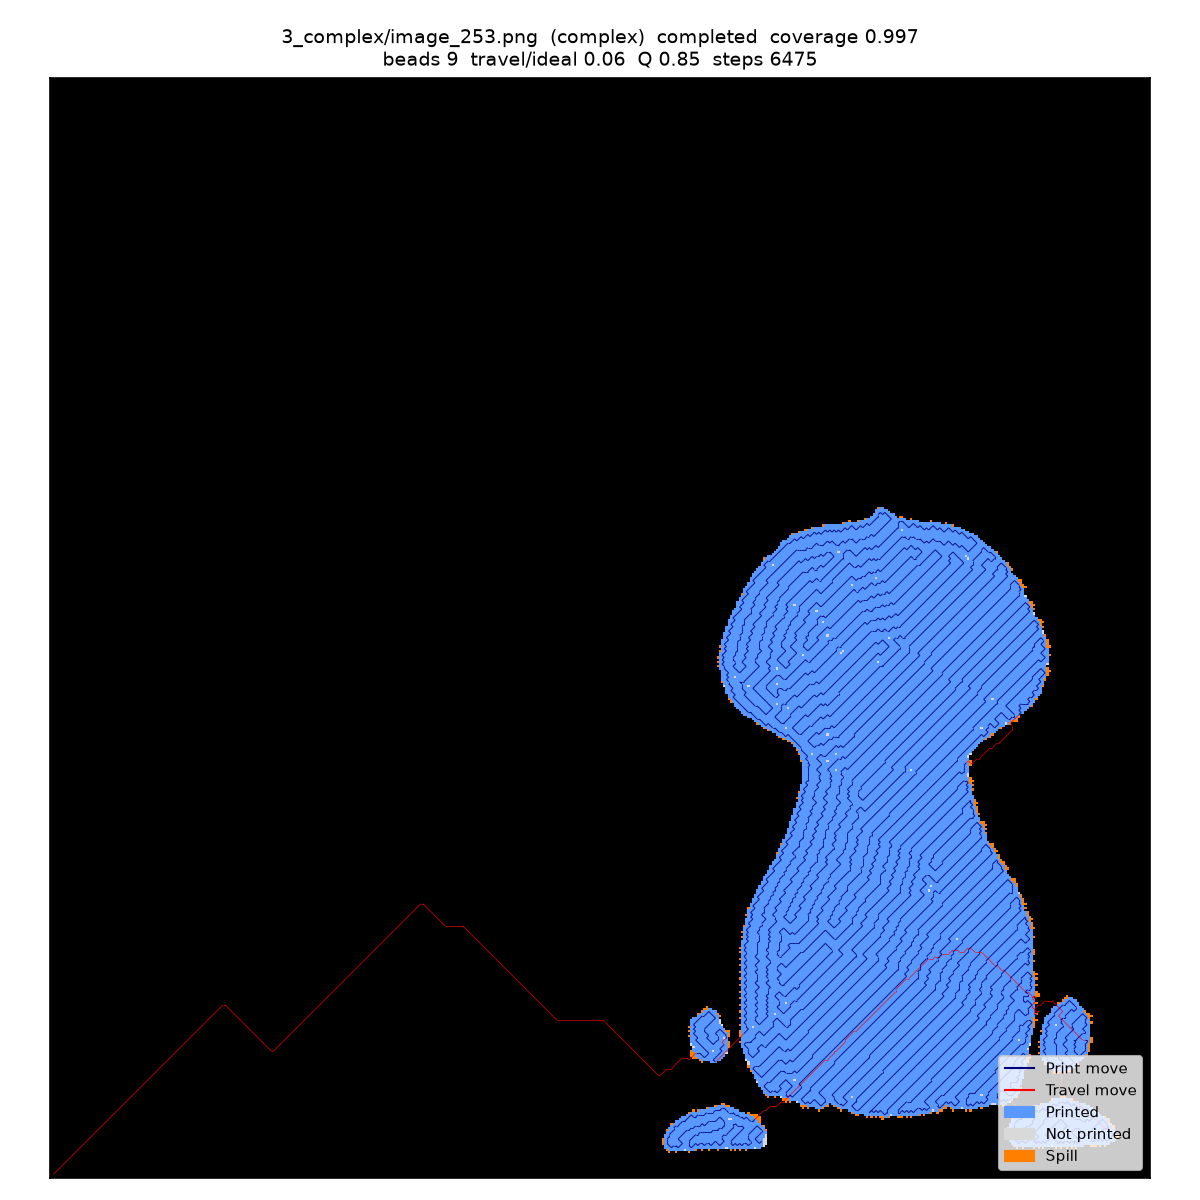 3_complex/image_253.png  (complex)  completed  coverage 0.997
beads 9  travel/ideal 0.06  Q 0.85  steps 6475
Print move
Travel move
Printed
Not printed
Spill